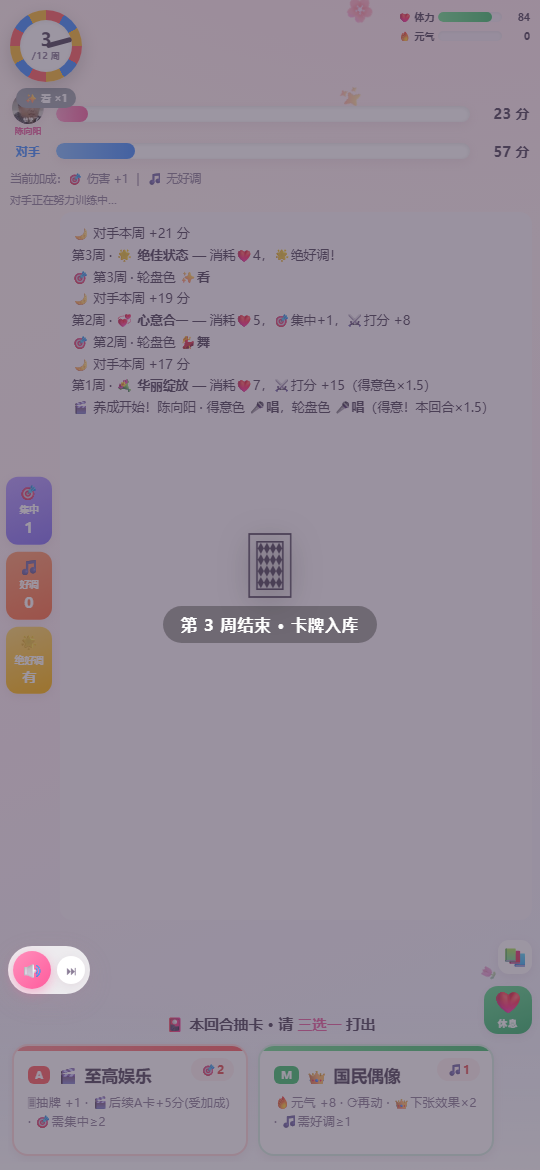 3
/12 周
体力 84
元气 0
✨ 看 ×1
陈向阳
23 分
对手
57 分
当前加成：🎯 伤害 +1 | 🎵 无好调
对手正在努力训练中...
🌙 对手本周 +21 分
第3周 · 🌟 绝佳状态 — 消耗❤️4，🌟绝好调!
🎯 第3周 · 轮盘色 ✨看
🌙 对手本周 +19 分
第2周 · 💞 心意合一 — 消耗❤️5，🎯集中+1，⚔️打分 +8
🎯 第2周 · 轮盘色 💃舞
🌙 对手本周 +17 分
第1周 · 💐 华丽绽放 — 消耗❤️7，⚔️打分 +15（得意色×1.5）
🎬 养成开始！陈向阳 · 得意色 🎤唱，轮盘色 🎤唱（得意！本回合×1.5）
集中
1
好调
0
绝好调
有
第 3 周结束 • 卡牌入库
休息
🎴 本回合抽卡 • 请 三选一 打出
A 🎬 至高娱乐 🎯2
抽牌 +1 · 🎬后续A卡+5分(受加成)
· 🎯需集中≥2
M 👑 国民偶像 🎵1
🔥元气 +8 · ⟳再动 · 👑下张效果×2
· 🎵需好调≥1